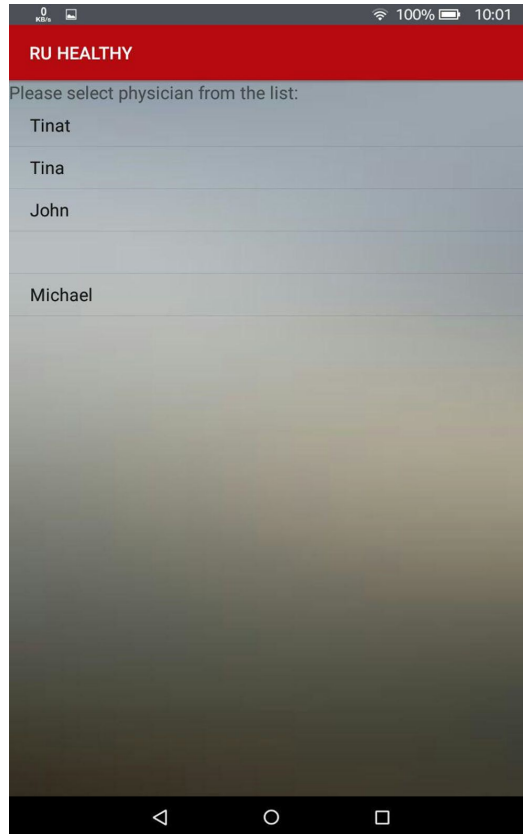 0
KB/s
100% 10:01
RU HEALTHY
Please select physician from the list:
Tinat
Tina
John
Michael